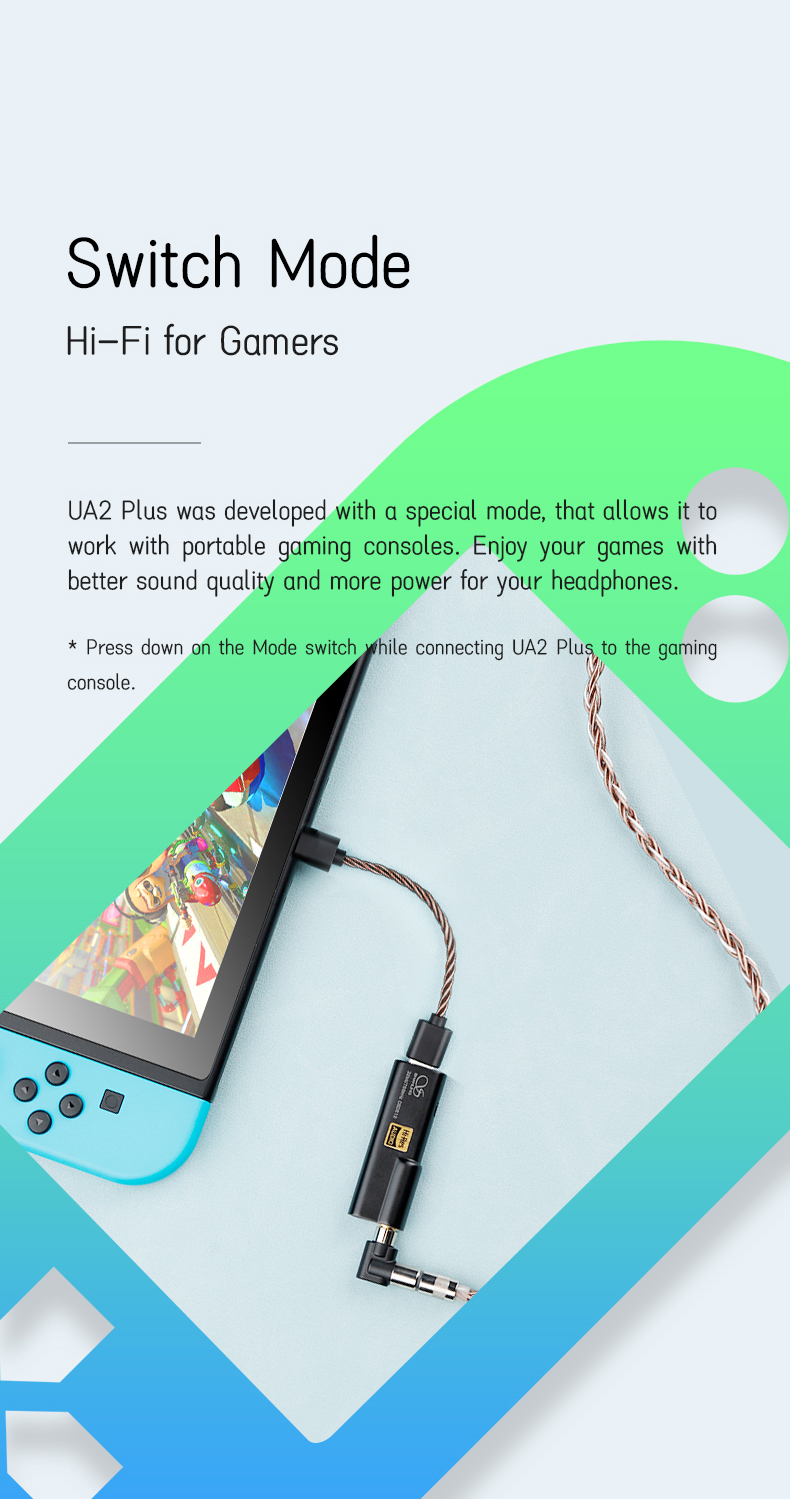 Switch Mode
Hi-Fi for Gamers
UA2 Plus was developed with a special mode, that allows it to
work with portable gaming consoles. Enjoy your games with
better sound quality and more power for your headphones.
* Press down on the Mode switch while connecting UA2 Plus to the gaming
console.
Hi-Res
AUDIO